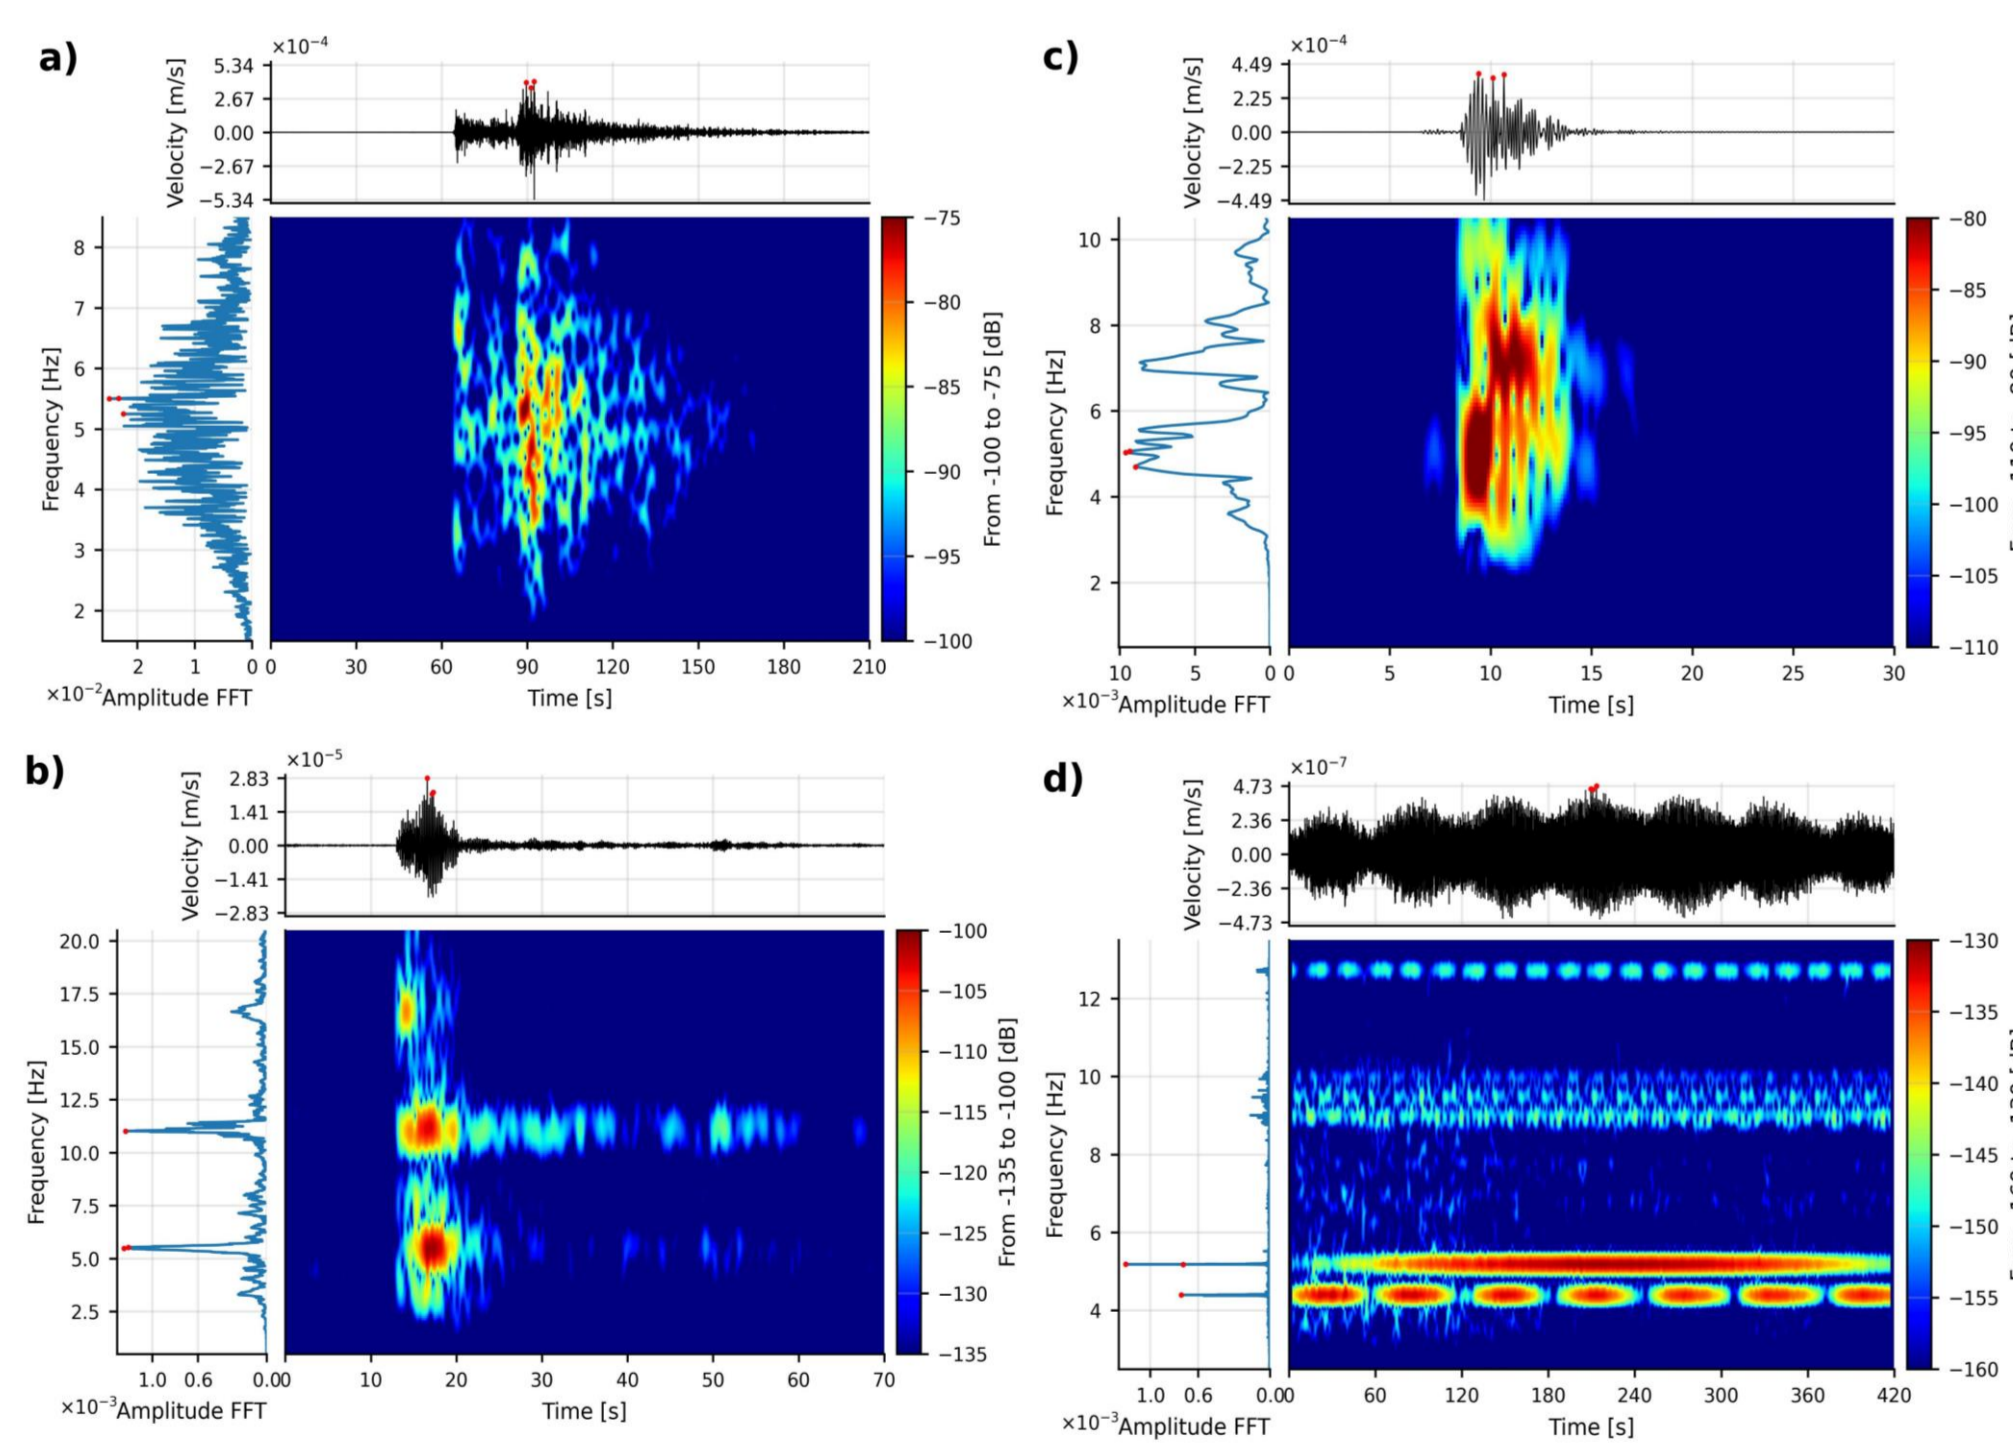 a)
×10⁻⁴
Velocity [m/s]
5.34
2.67
0.00
−2.67
−5.34
Frequency [Hz]
8
7
6
5
4
3
2
2 1 0
×10⁻² Amplitude FFT
0 30 60 90 120 150 180 210
Time [s]
−75
−80
−85
−90
−95
−100
From -100 to -75 [dB]
c)
×10⁻⁴
Velocity [m/s]
4.49
2.25
0.00
−2.25
−4.49
Frequency [Hz]
10
8
6
4
2
10 5 0
×10⁻³ Amplitude FFT
0 5 10 15 20 25 30
Time [s]
−80
−85
−90
−95
−100
−105
−110
b)
×10⁻⁵
Velocity [m/s]
2.83
1.41
0.00
−1.41
−2.83
Frequency [Hz]
20.0
17.5
15.0
12.5
10.0
7.5
5.0
2.5
1.0 0.6 0.0
×10⁻³ Amplitude FFT
0 10 20 30 40 50 60 70
Time [s]
−100
−105
−110
−115
−120
−125
−130
−135
From -135 to -100 [dB]
d)
×10⁻⁷
Velocity [m/s]
4.73
2.36
0.00
−2.36
−4.73
Frequency [Hz]
12
10
8
6
4
1.0 0.6 0.0
×10⁻³ Amplitude FFT
0 60 120 180 240 300 360 420
Time [s]
−130
−135
−140
−145
−150
−155
−160